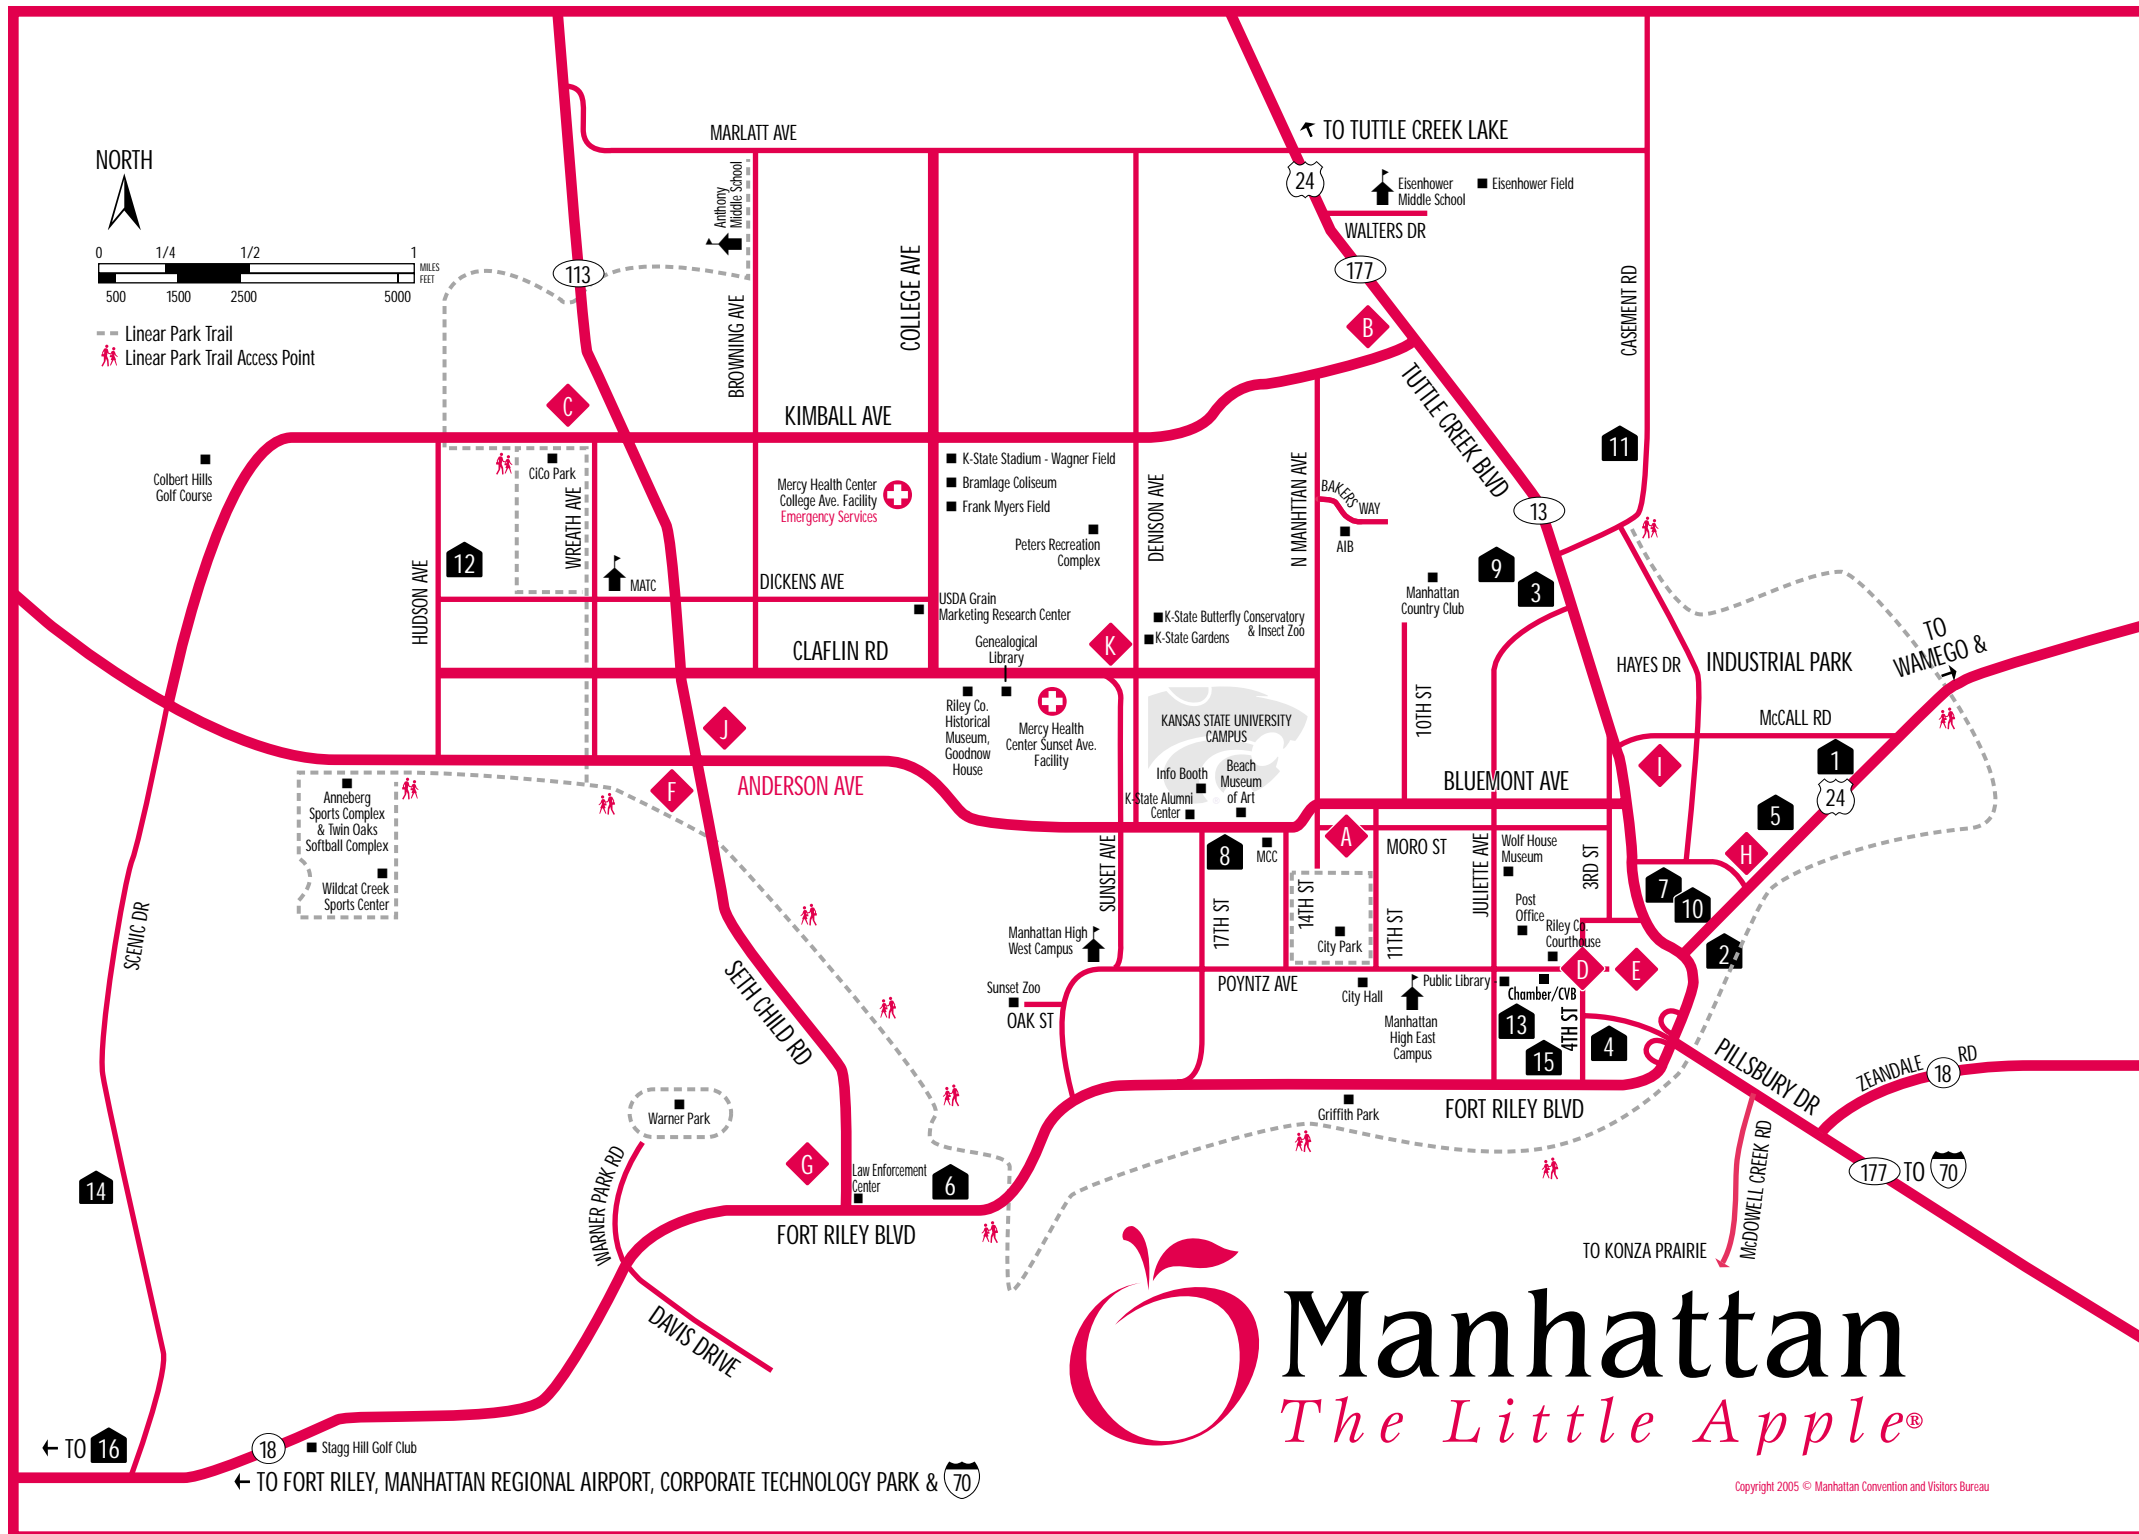 MARLATT AVE
TO TUTTLE CREEK LAKE
NORTH
24
Eisenhower
Middle School
Eisenhower Field
Anthony
Middle School
WALTERS DR
0 1/4 1/2 1
MILES
FEET
500 1500 2500 5000
113
177
COLLEGE AVE
CASEMENT RD
Linear Park Trail
Linear Park Trail Access Point
BROWNING AVE
B
TUTTLE CREEK BLVD
C
KIMBALL AVE
11
Colbert Hills
Golf Course
CiCo Park
WREATH AVE
Mercy Health Center
College Ave. Facility
Emergency Services
K-State Stadium - Wagner Field
Bramlage Coliseum
Frank Myers Field
Peters Recreation
Complex
DENISON AVE
N MANHATTAN AVE
BAKERS WAY
AIB
13
12
HUDSON AVE
MATC
DICKENS AVE
USDA Grain
Marketing Research Center
Manhattan
Country Club
9
3
K-State Butterfly Conservatory
& Insect Zoo
K-State Gardens
Genealogical
Library
K
CLAFLIN RD
HAYES DR
INDUSTRIAL PARK
TO
WAMEGO &
Riley Co.
Historical
Museum,
Goodnow
House
Mercy Health
Center Sunset Ave.
Facility
KANSAS STATE UNIVERSITY
CAMPUS
10TH ST
McCALL RD
J
I
1
24
Info Booth
Beach
Museum
of Art
K-State Alumni
Center
BLUEMONT AVE
F
ANDERSON AVE
Anneberg
Sports Complex
& Twin Oaks
Softball Complex
Wildcat Creek
Sports Center
5
H
A
8
MCC
MORO ST
JULIETTE AVE
Wolf House
Museum
3RD ST
SUNSET AVE
17TH ST
14TH ST
11TH ST
7
10
Post
Office
Riley Co.
Courthouse
SCENIC DR
Manhattan High
West Campus
City Park
2
D
E
SETH CHILD RD
Sunset Zoo
OAK ST
POYNTZ AVE
City Hall
Public Library
Chamber/CVB
Manhattan
High East
Campus
13
15
4TH ST
4
PILLSBURY DR
ZEANDALE RD
18
Warner Park
Griffith Park
FORT RILEY BLVD
McDOWELL CREEK RD
177 TO 70
WARNER PARK RD
G
Law Enforcement
Center
6
14
FORT RILEY BLVD
TO KONZA PRAIRIE
DAVIS DRIVE
Manhattan
The Little Apple®
TO 16
18
Stagg Hill Golf Club
TO FORT RILEY, MANHATTAN REGIONAL AIRPORT, CORPORATE TECHNOLOGY PARK & 70
Copyright 2005 © Manhattan Convention and Visitors Bureau